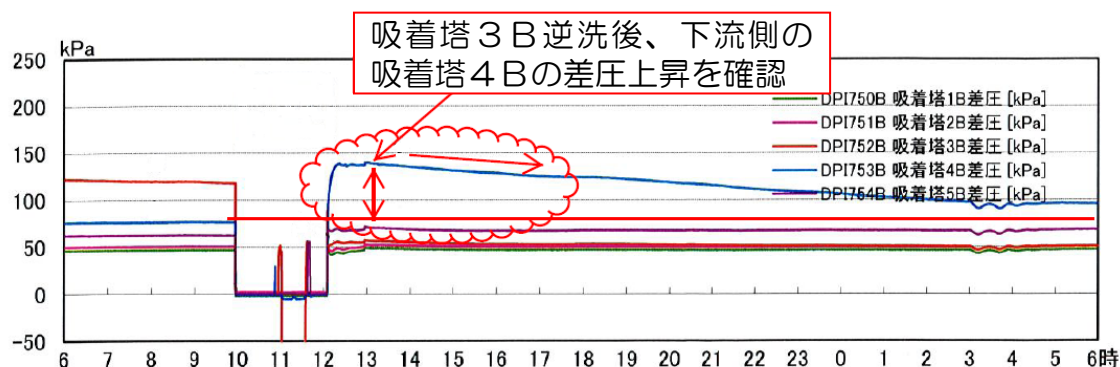 吸着塔３Ｂ逆洗後、下流側の
吸着塔４Ｂの差圧上昇を確認
kPa
250
200
150
100
50
0
-50
DPI750B 吸着塔1B差圧 [kPa]
DPI751B 吸着塔2B差圧 [kPa]
DPI752B 吸着塔3B差圧 [kPa]
DPI753B 吸着塔4B差圧 [kPa]
DPI754B 吸着塔5B差圧 [kPa]
6 7 8 9 10 11 12 13 14 15 16 17 18 19 20 21 22 23 0 1 2 3 4 5 6時